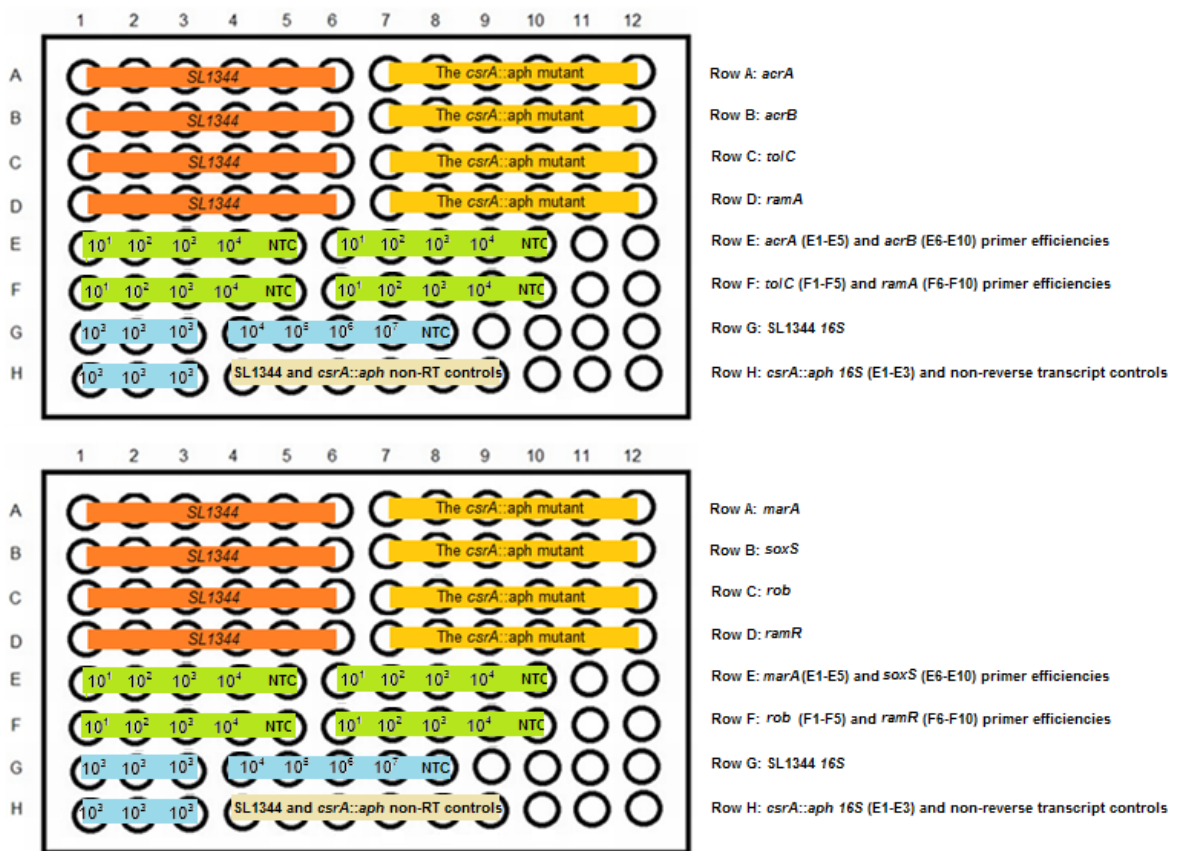 1 2 3 4 5 6 7 8 9 10 11 12
A SL1344 The csrA::aph mutant Row A: acrA
B SL1344 The csrA::aph mutant Row B: acrB
C SL1344 The csrA::aph mutant Row C: tolC
D SL1344 The csrA::aph mutant Row D: ramA
E 10¹ 10² 10³ 10⁴ NTC 10¹ 10² 10³ 10⁴ NTC Row E: acrA (E1-E5) and acrB (E6-E10) primer efficiencies
F 10¹ 10² 10³ 10⁴ NTC 10¹ 10² 10³ 10⁴ NTC Row F: tolC (F1-F5) and ramA (F6-F10) primer efficiencies
G 10³ 10³ 10³ 10⁴ 10⁵ 10⁶ 10⁷ NTC Row G: SL1344 16S
H 10³ 10³ 10³ SL1344 and csrA::aph non-RT controls Row H: csrA::aph 16S (E1-E3) and non-reverse transcript controls
1 2 3 4 5 6 7 8 9 10 11 12
A SL1344 The csrA::aph mutant Row A: marA
B SL1344 The csrA::aph mutant Row B: soxS
C SL1344 The csrA::aph mutant Row C: rob
D SL1344 The csrA::aph mutant Row D: ramR
E 10¹ 10² 10³ 10⁴ NTC 10¹ 10² 10³ 10⁴ NTC Row E: marA (E1-E5) and soxS (E6-E10) primer efficiencies
F 10¹ 10² 10³ 10⁴ NTC 10¹ 10² 10³ 10⁴ NTC Row F: rob (F1-F5) and ramR (F6-F10) primer efficiencies
G 10³ 10³ 10³ 10⁴ 10⁵ 10⁶ 10⁷ NTC Row G: SL1344 16S
H 10³ 10³ 10³ SL1344 and csrA::aph non-RT controls Row H: csrA::aph 16S (E1-E3) and non-reverse transcript controls